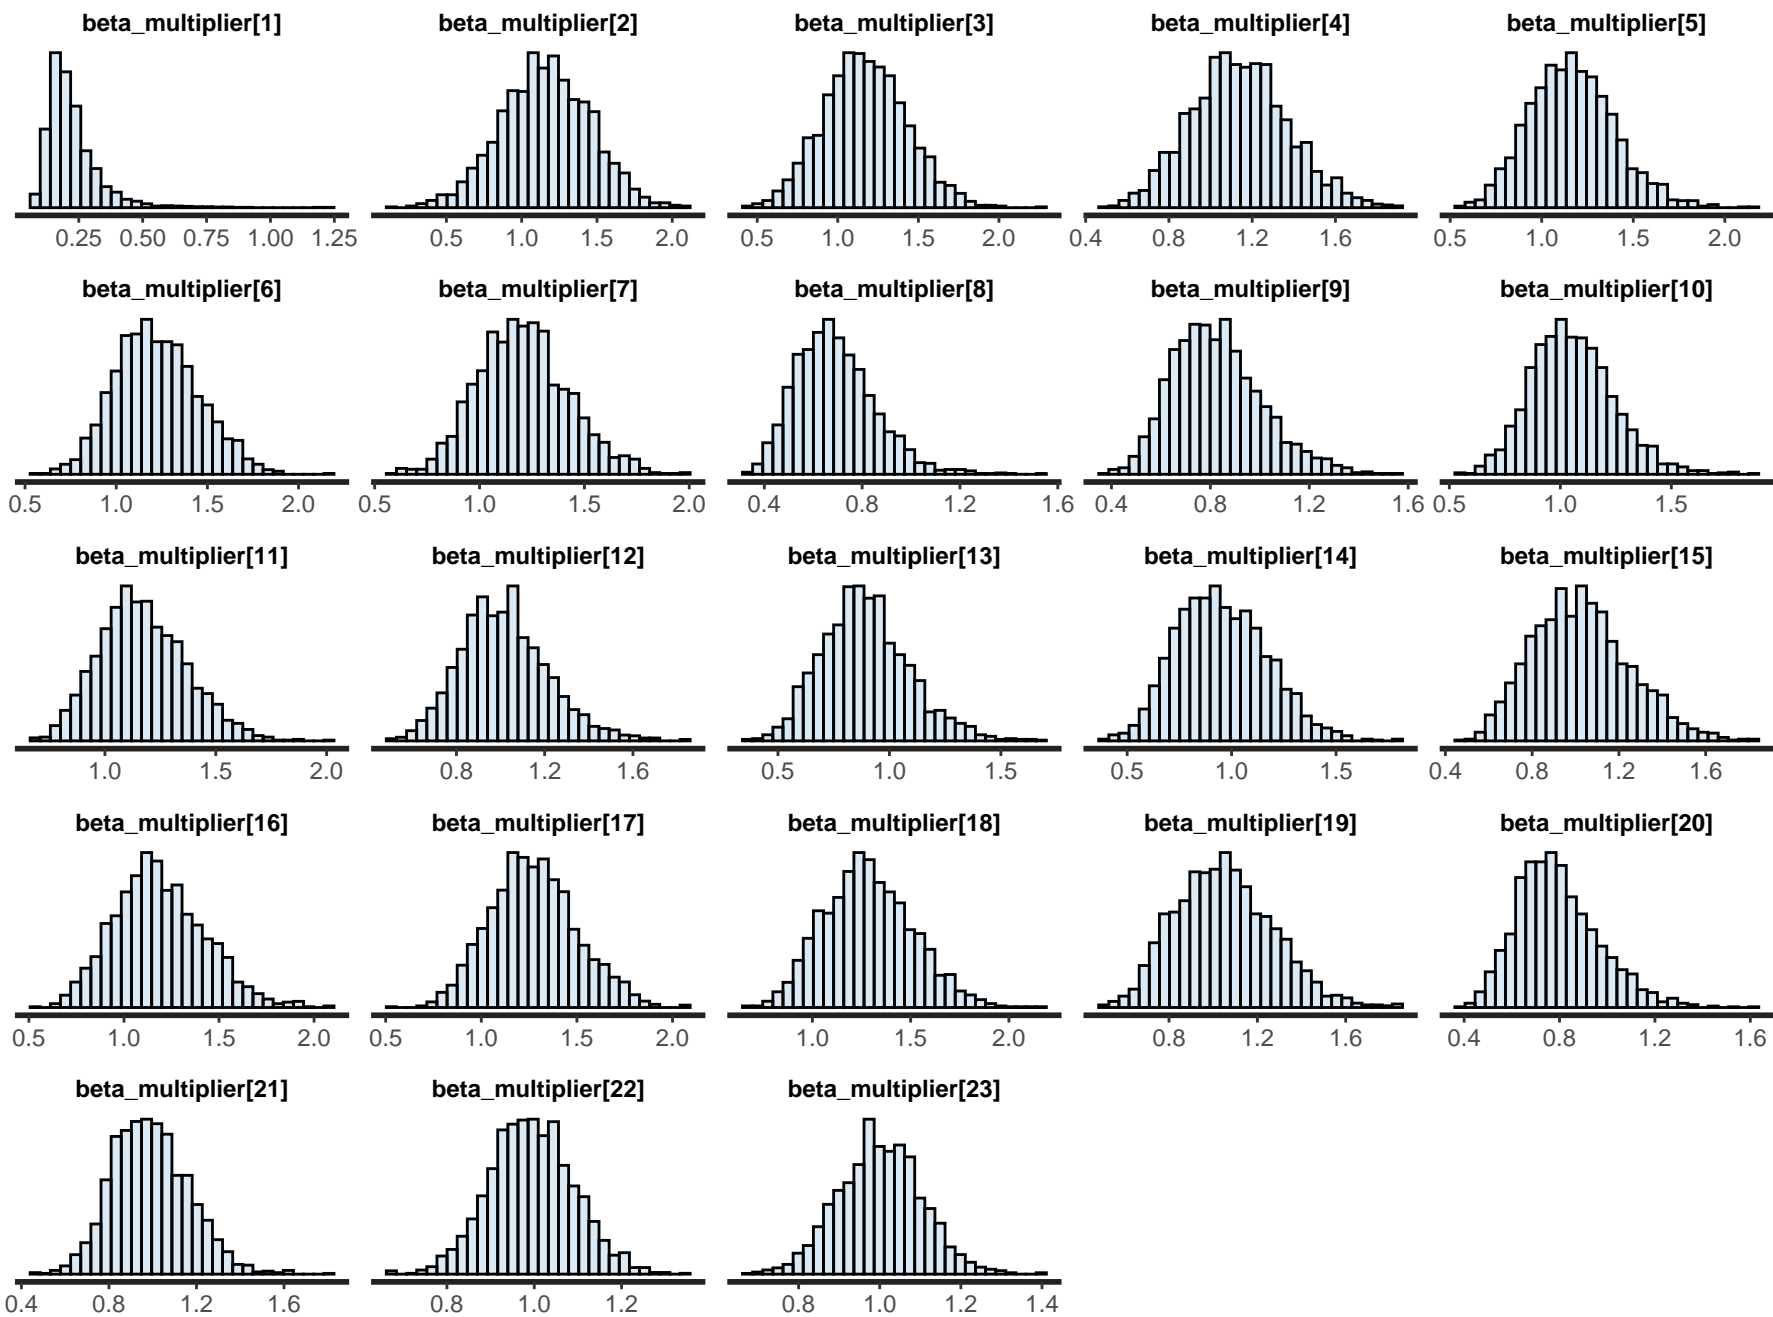 beta_multiplier[1] beta_multiplier[2] beta_multiplier[3] beta_multiplier[4] beta_multiplier[5]
0.25 0.50 0.75 1.00 1.25 0.5 1.0 1.5 2.0 0.5 1.0 1.5 2.0 0.4 0.8 1.2 1.6 0.5 1.0 1.5 2.0
beta_multiplier[6] beta_multiplier[7] beta_multiplier[8] beta_multiplier[9] beta_multiplier[10]
0.5 1.0 1.5 2.0 0.5 1.0 1.5 2.0 0.4 0.8 1.2 1.6 0.4 0.8 1.2 1.6 0.5 1.0 1.5
beta_multiplier[11] beta_multiplier[12] beta_multiplier[13] beta_multiplier[14] beta_multiplier[15]
1.0 1.5 2.0 0.8 1.2 1.6 0.5 1.0 1.5 0.5 1.0 1.5 0.4 0.8 1.2 1.6
beta_multiplier[16] beta_multiplier[17] beta_multiplier[18] beta_multiplier[19] beta_multiplier[20]
0.5 1.0 1.5 2.0 0.5 1.0 1.5 2.0 1.0 1.5 2.0 0.8 1.2 1.6 0.4 0.8 1.2 1.6
beta_multiplier[21] beta_multiplier[22] beta_multiplier[23]
0.4 0.8 1.2 1.6 0.8 1.0 1.2 0.8 1.0 1.2 1.4